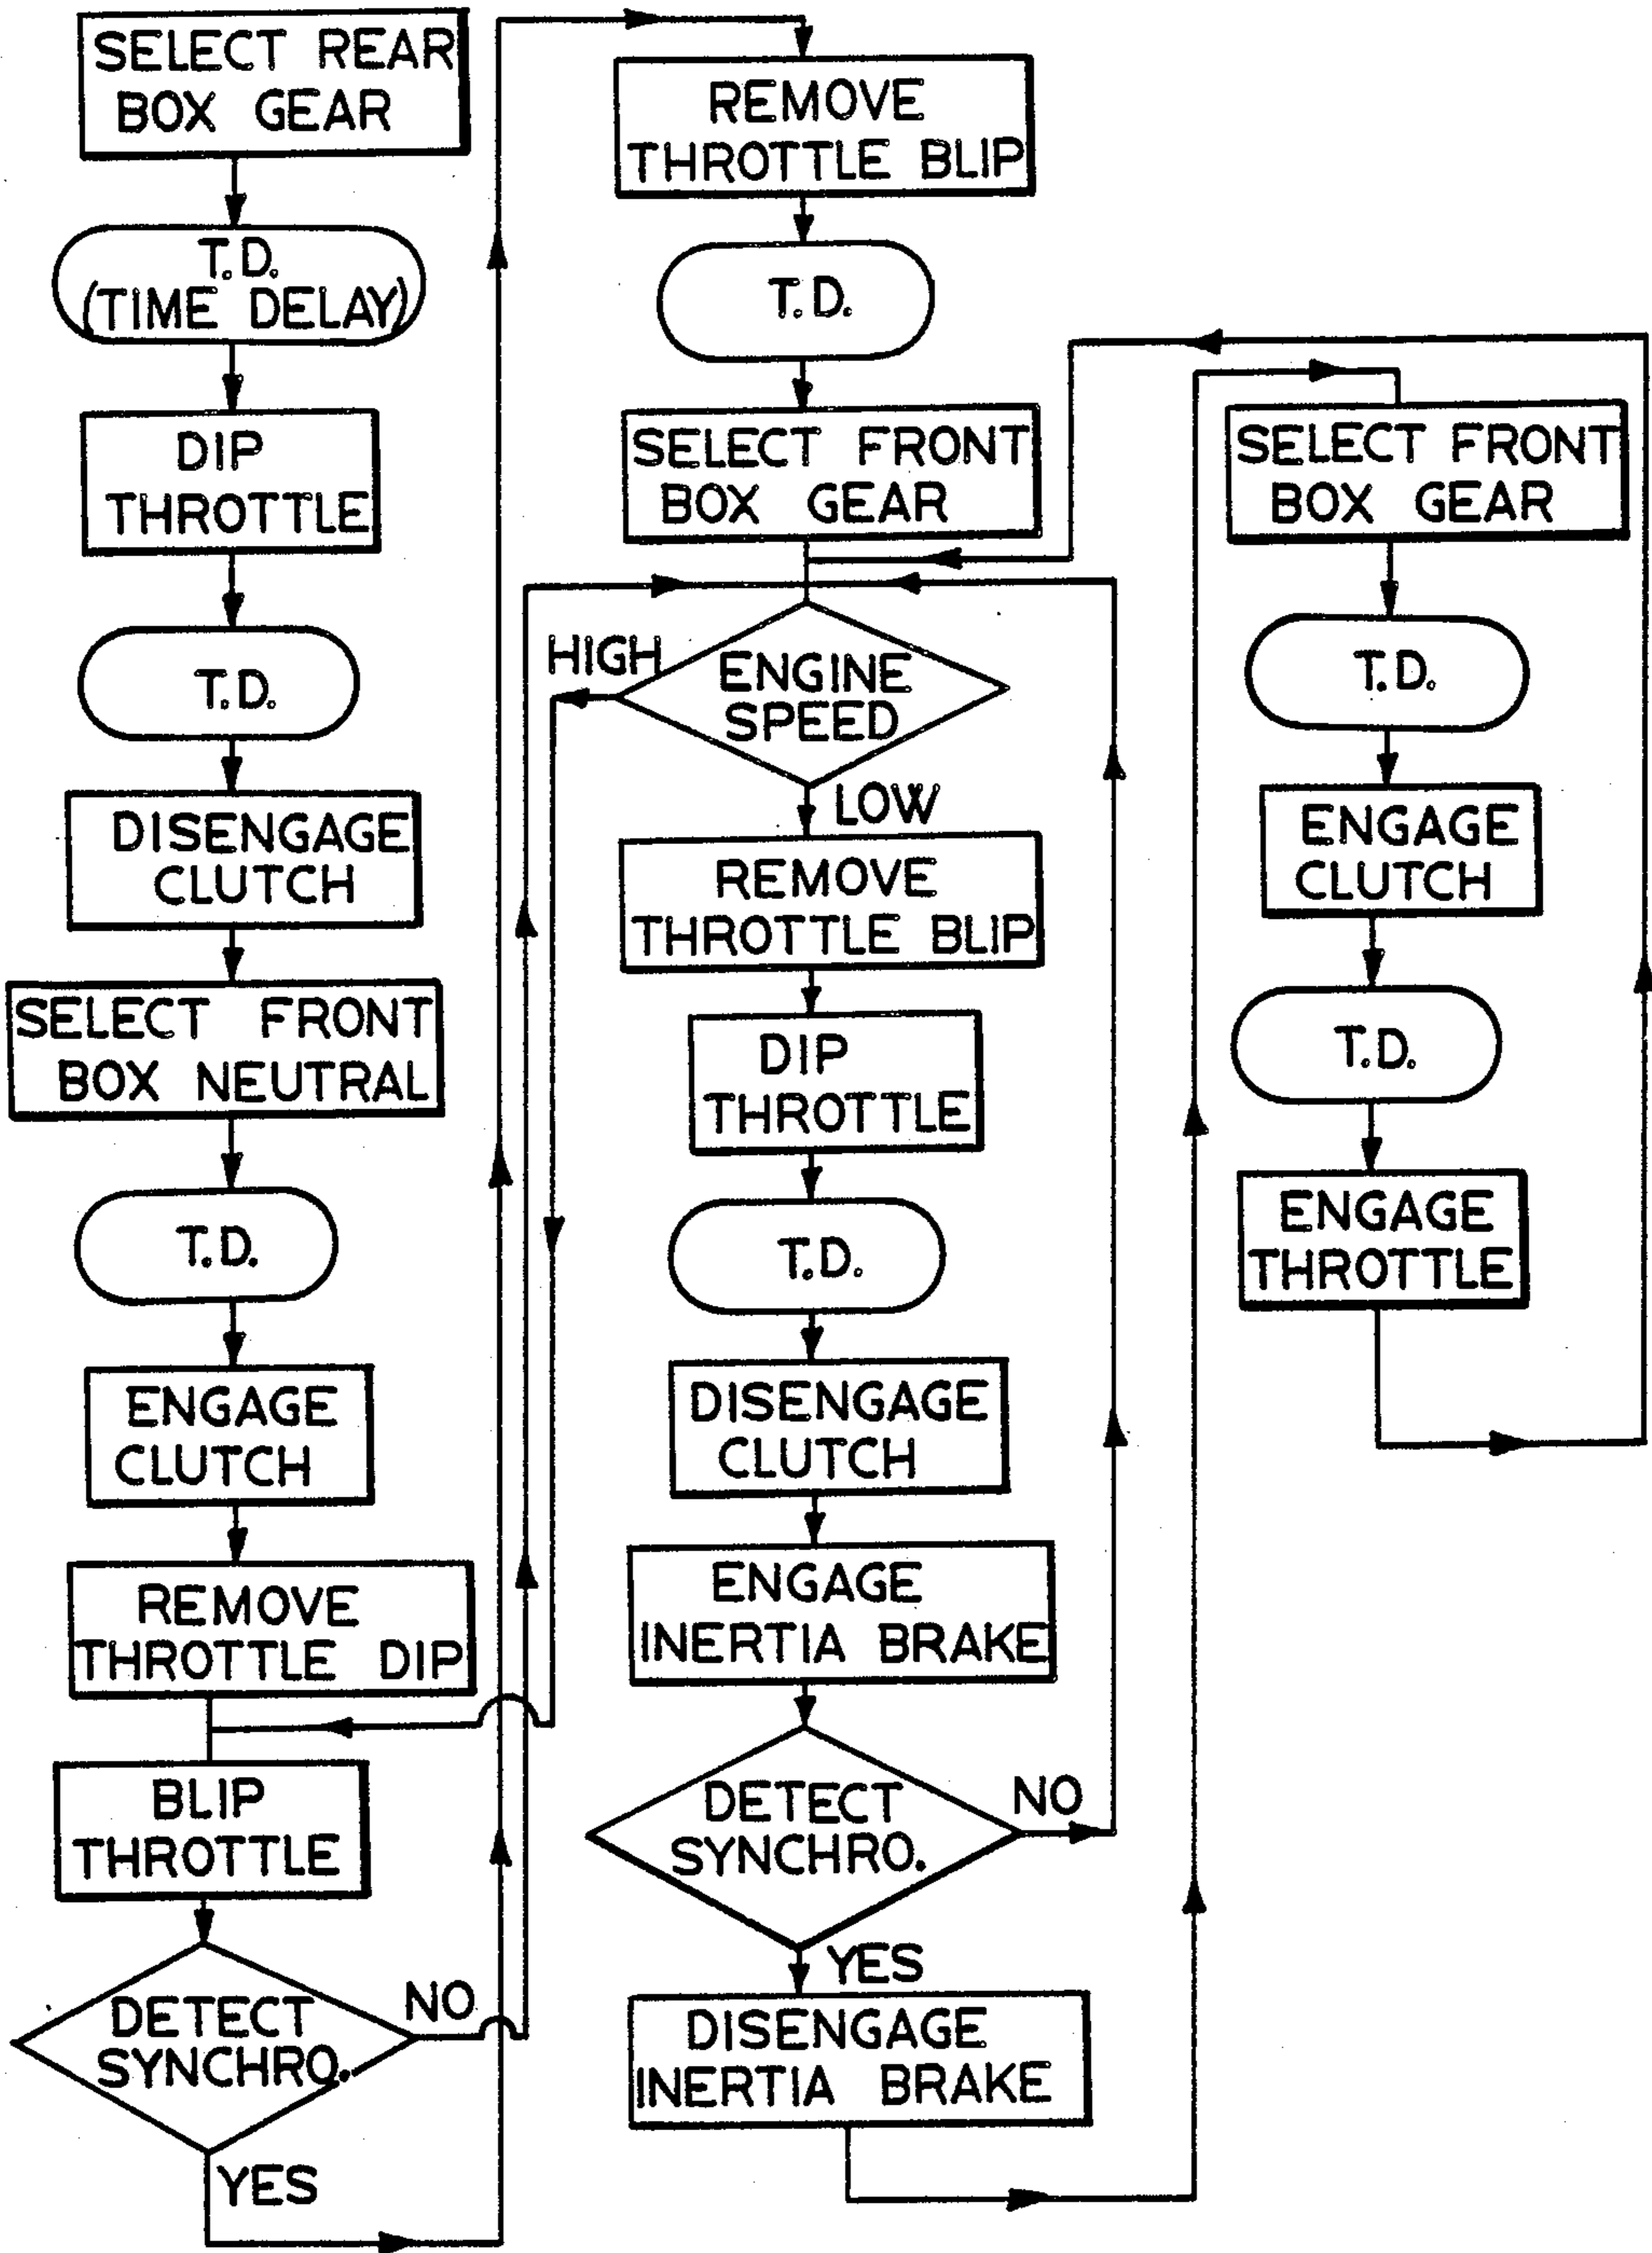 SELECT REAR
BOX GEAR
T.D.
(TIME DELAY)
DIP
THROTTLE
T.D.
DISENGAGE
CLUTCH
SELECT FRONT
BOX NEUTRAL
T.D.
ENGAGE
CLUTCH
REMOVE
THROTTLE DIP
BLIP
THROTTLE
DETECT
SYNCHRO.
NO
YES
REMOVE
THROTTLE BLIP
T.D.
SELECT FRONT
BOX GEAR
ENGINE
SPEED
HIGH
LOW
REMOVE
THROTTLE BLIP
DIP
THROTTLE
T.D.
DISENGAGE
CLUTCH
ENGAGE
INERTIA BRAKE
DETECT
SYNCHRO.
NO
YES
DISENGAGE
INERTIA BRAKE
SELECT FRONT
BOX GEAR
T.D.
ENGAGE
CLUTCH
T.D.
ENGAGE
THROTTLE